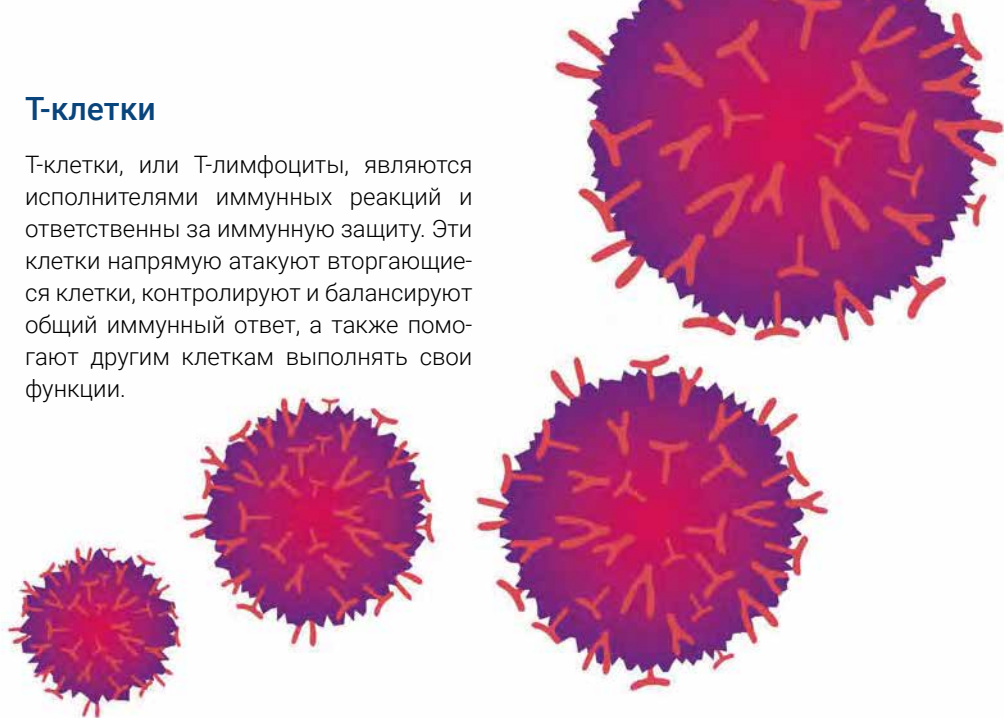 Т-клетки
Т-клетки, или Т-лимфоциты, являются
исполнителями иммунных реакций и
ответственны за иммунную защиту. Эти
клетки напрямую атакуют вторгающие-
ся клетки, контролируют и балансируют
общий иммунный ответ, а также помо-
гают другим клеткам выполнять свои
функции.